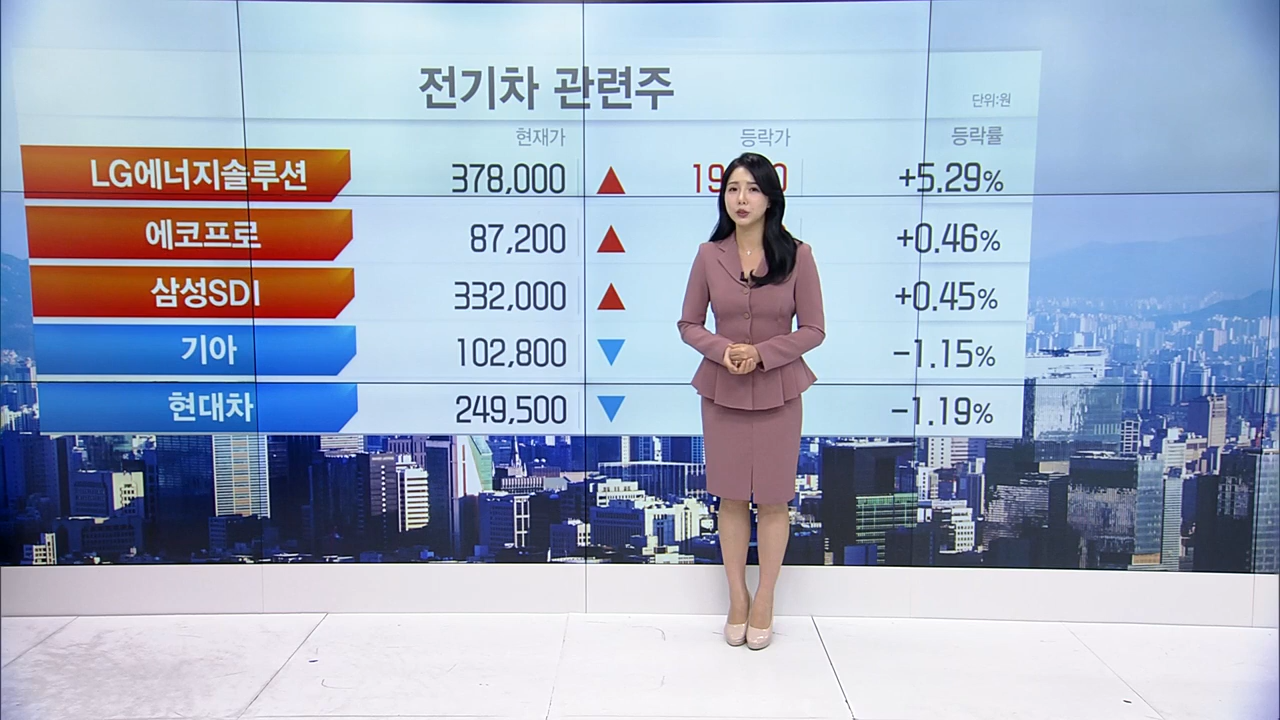 전기차 관련주
단위:원
현재가 등락가 등락률
LG에너지솔루션 378,000 ▲ +5.29%
에코프로 87,200 ▲ +0.46%
삼성SDI 332,000 ▲ +0.45%
기아 102,800 ▼ -1.15%
현대차 249,500 ▼ -1.19%